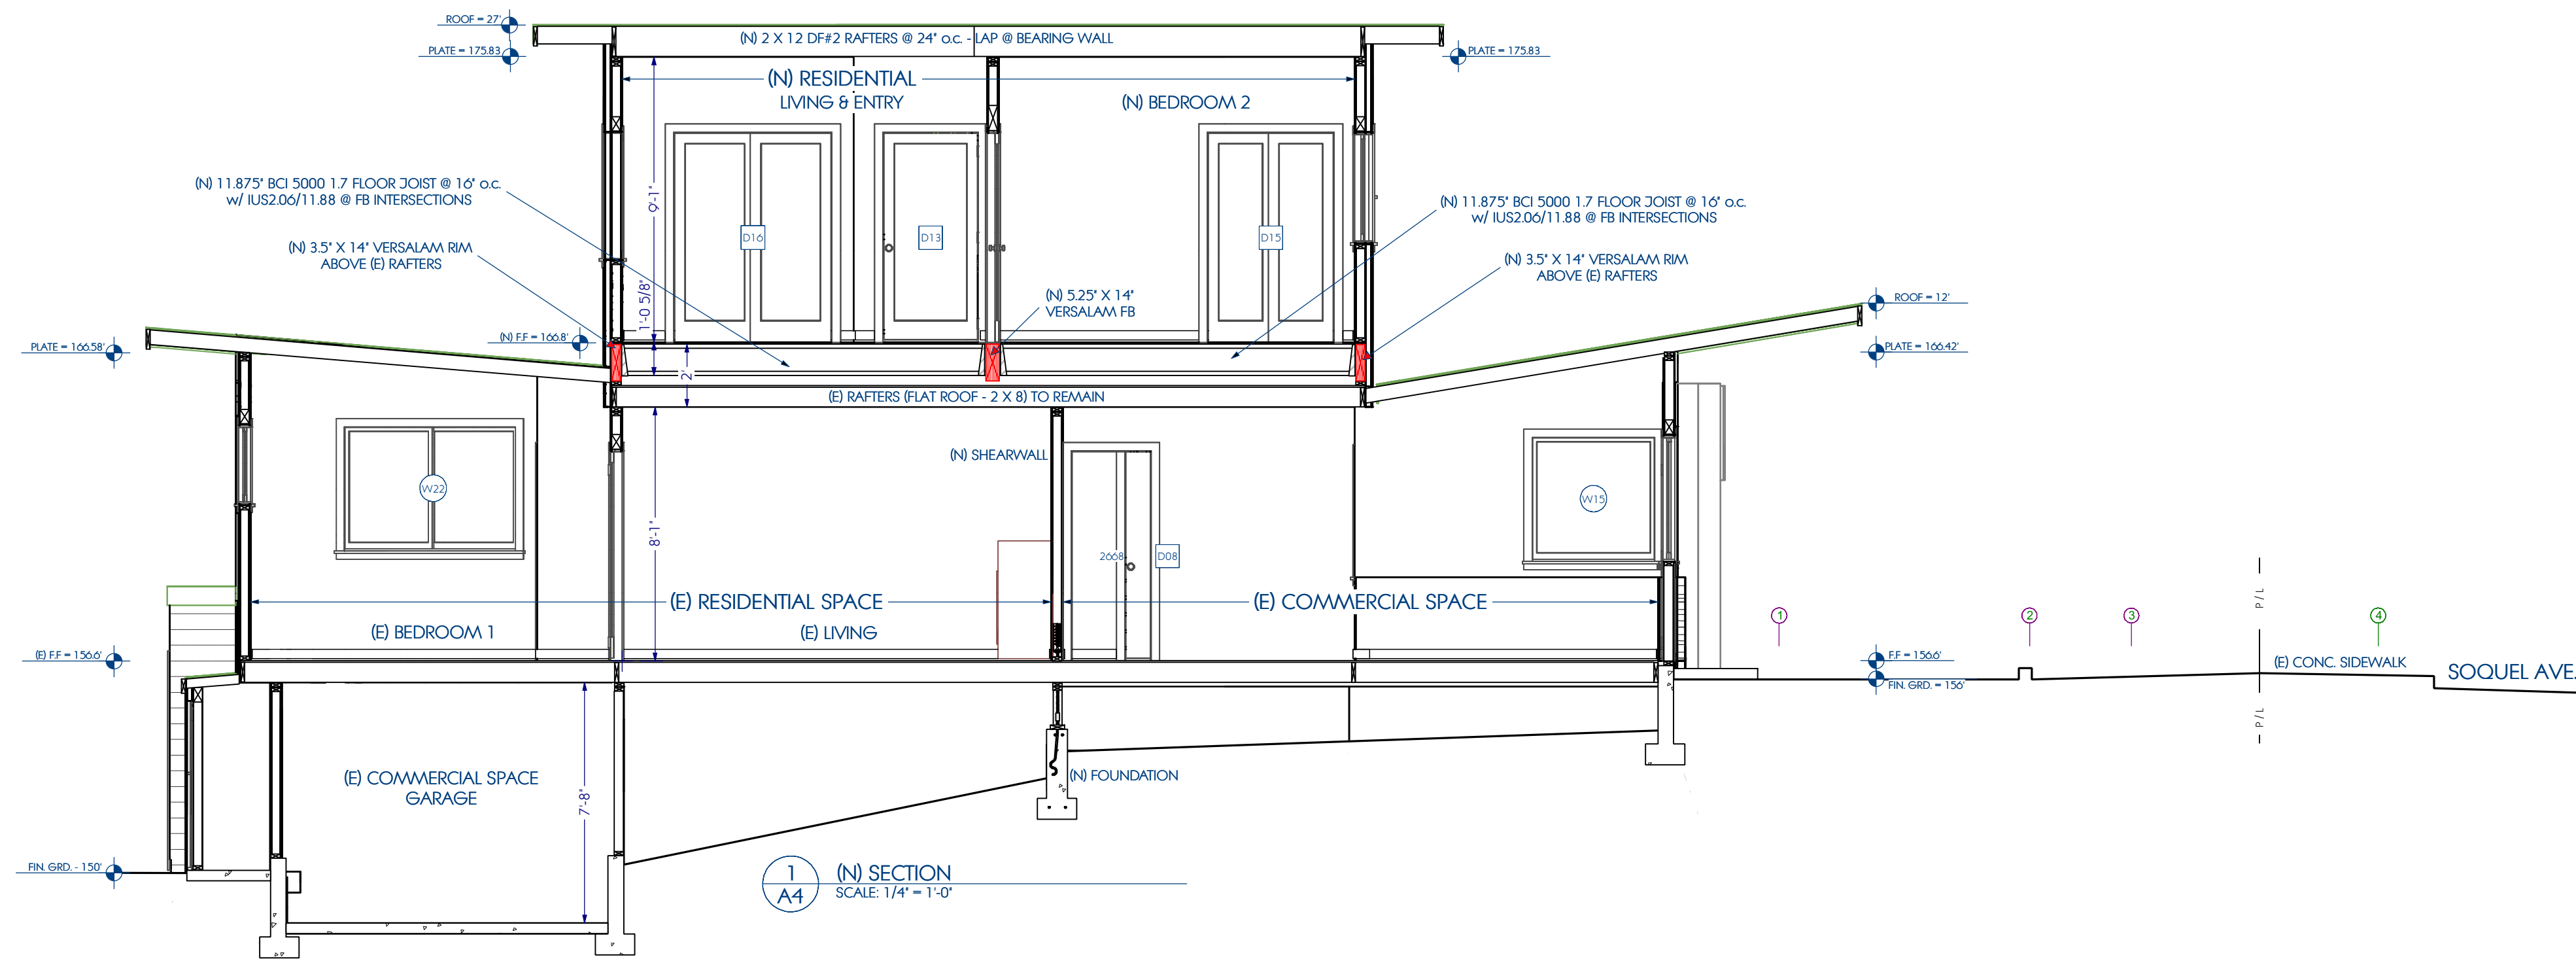 ROOF = 27'
(N) 2 X 12 DF#2 RAFTERS @ 24" o.c. - LAP @ BEARING WALL
PLATE = 175.83
PLATE = 175.83
(N) RESIDENTIAL
LIVING & ENTRY
(N) BEDROOM 2
9'-1"
(N) 11.875" BCI 5000 1.7 FLOOR JOIST @ 16" o.c.
w/ IUS2.06/11.88 @ FB INTERSECTIONS
(N) 11.875" BCI 5000 1.7 FLOOR JOIST @ 16" o.c.
w/ IUS2.06/11.88 @ FB INTERSECTIONS
D16
D13
D15
(N) 3.5" X 14" VERSALAM RIM
ABOVE (E) RAFTERS
(N) 3.5" X 14" VERSALAM RIM
ABOVE (E) RAFTERS
1'-0 5/8"
(N) 5.25" X 14"
VERSALAM FB
ROOF = 12'
(N) F.F = 166.8'
PLATE = 166.58'
PLATE = 166.42'
2'
(E) RAFTERS (FLAT ROOF - 2 X 8) TO REMAIN
(N) SHEARWALL
W22
W15
8'-1"
2668
D08
(E) RESIDENTIAL SPACE
(E) COMMERCIAL SPACE
(E) BEDROOM 1
(E) LIVING
1
2
3
P/L
4
(E) F.F = 156.6'
F.F = 156.6'
(E) CONC. SIDEWALK
SOQUEL AVE.
FIN. GRD. = 156'
P/L
(E) COMMERCIAL SPACE
GARAGE
7'-8"
(N) FOUNDATION
FIN. GRD. - 150'
1
A4
(N) SECTION
SCALE: 1/4" = 1'-0"